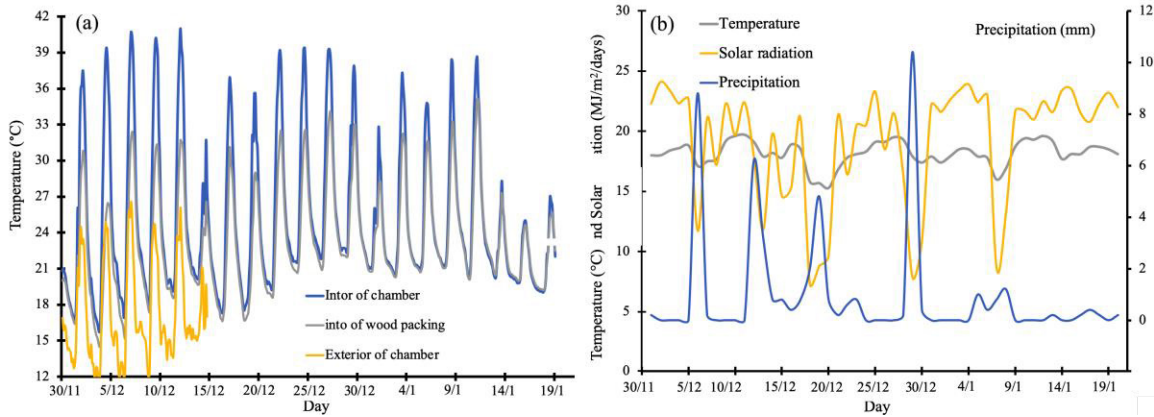 (a)
42
39
36
33
30
27
24
21
18
15
12
Temperature (°C)
Intor of chamber
into of wood packing
Exterior of chamber
30/11 5/12 10/12 15/12 20/12 25/12 30/12 4/1 9/1 14/1 19/1
Day
(b)
Temperature
Solar radiation
Precipitation
Precipitation (mm)
30
25
20
15
10
5
0
Temperature (°C) nd Solar iation (MJ/m²/days)
12
10
8
6
4
2
0
30/11 5/12 10/12 15/12 20/12 25/12 30/12 4/1 9/1 14/1 19/1
Day